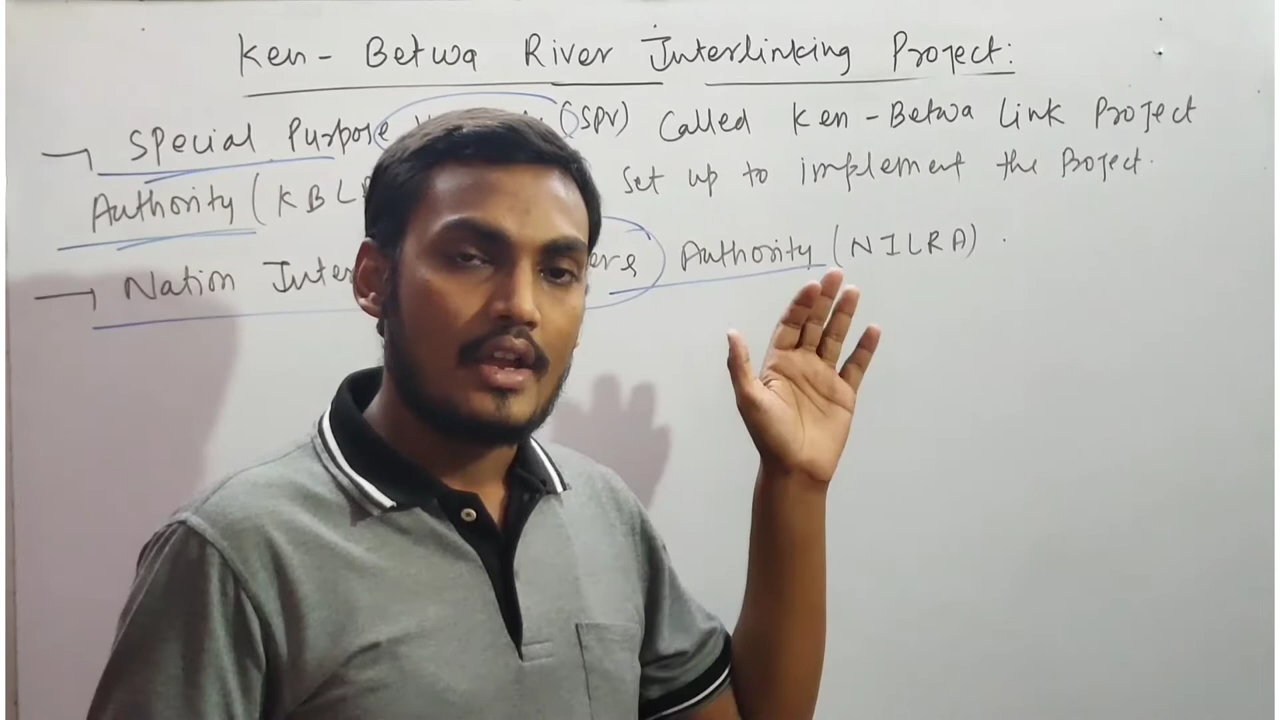 Ken - Betwa River Interlinking Project:
→ Special Purpose (SPV) Called Ken - Betwa Link Project
Authority (KBL Set up to implement the Project.
→ Nation Inter ers Authority (NILRA).